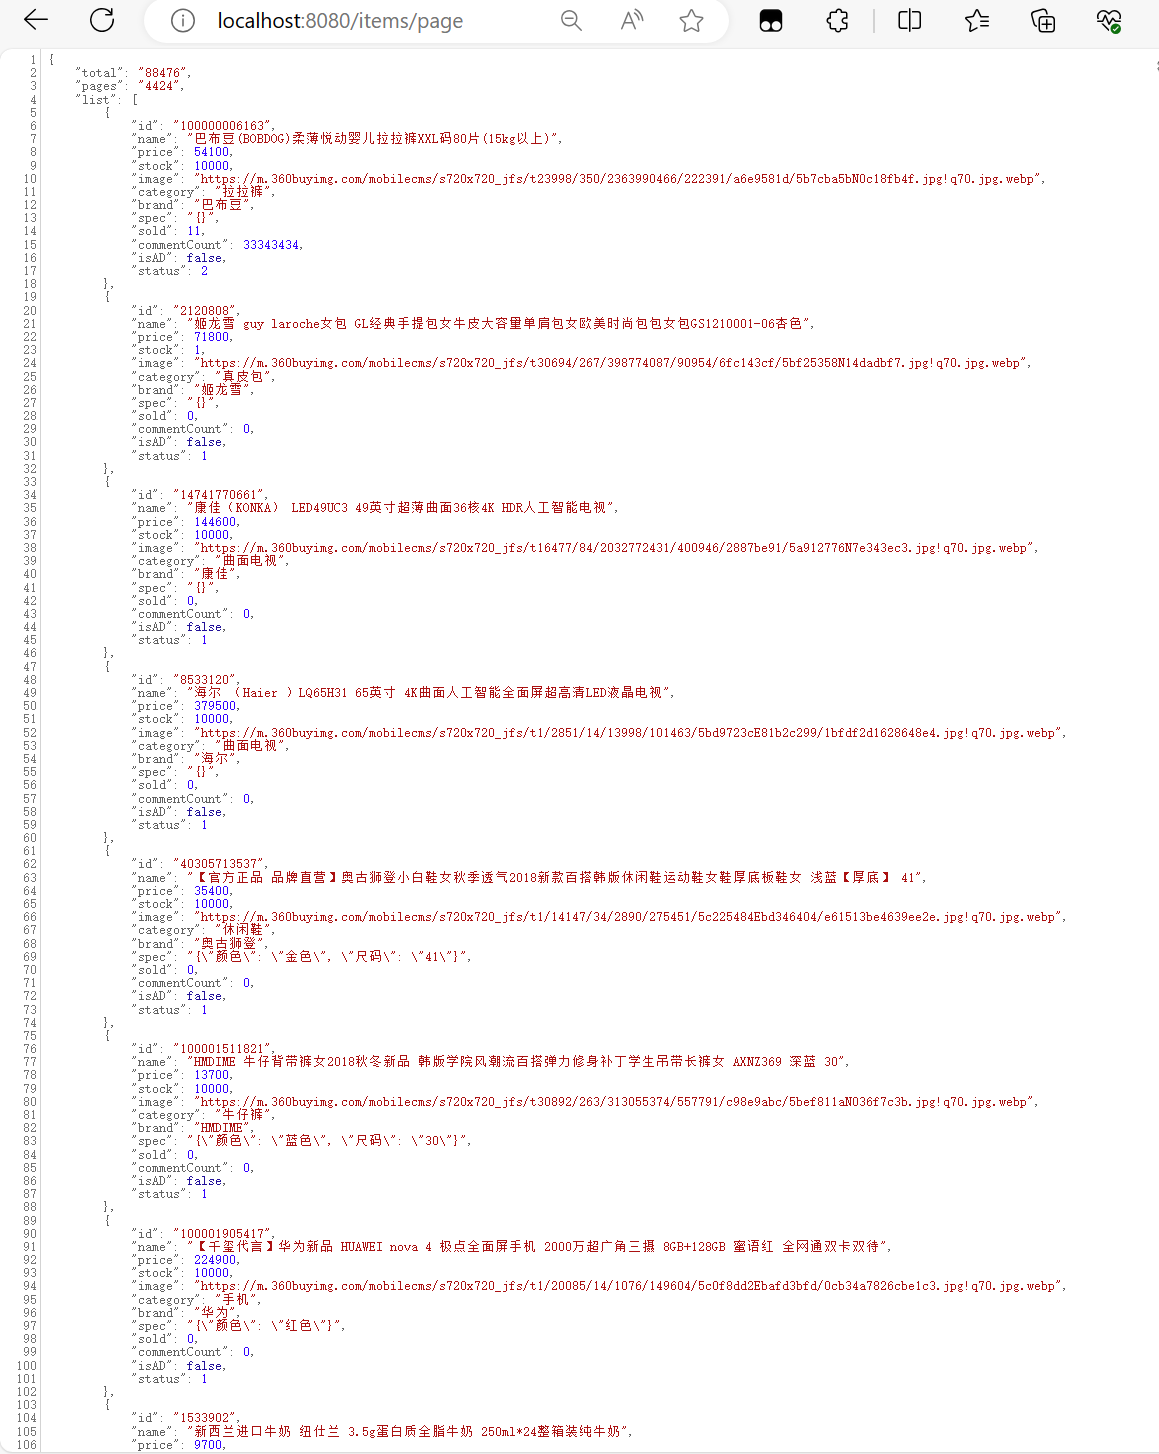 localhost:8080/items/page
1 {
2 "total": "88476",
3 "pages": "4424",
4 "list": [
5 {
6 "id": "100000006163",
7 "name": "巴布豆(BOBDOG)柔薄悦动婴儿拉拉裤XXL码80片(15kg以上)",
8 "price": 54100,
9 "stock": 10000,
10 "image": "https://m.360buyimg.com/mobilecms/s720x720_jfs/t23998/350/2363990466/222391/a6e9581d/5b7cba5bN0c18fb4f.jpg!q70.jpg.webp",
11 "category": "拉拉裤",
12 "brand": "巴布豆",
13 "spec": "{}",
14 "sold": 11,
15 "commentCount": 33343434,
16 "isAD": false,
17 "status": 2
18 },
19 {
20 "id": "2120808",
21 "name": "姬龙雪 guy laroche女包 GL经典手提包女牛皮大容量单肩包女欧美时尚包包女包GS1210001-06杏色",
22 "price": 71800,
23 "stock": 1,
24 "image": "https://m.360buyimg.com/mobilecms/s720x720_jfs/t30694/267/398774087/90954/6fc143cf/5bf25358N14dadbf7.jpg!q70.jpg.webp",
25 "category": "真皮包",
26 "brand": "姬龙雪",
27 "spec": "{}",
28 "sold": 0,
29 "commentCount": 0,
30 "isAD": false,
31 "status": 1
32 },
33 {
34 "id": "14741770661",
35 "name": "康佳（KONKA） LED49UC3 49英寸超薄曲面36核4K HDR人工智能电视",
36 "price": 144600,
37 "stock": 10000,
38 "image": "https://m.360buyimg.com/mobilecms/s720x720_jfs/t16477/84/2032772431/400946/2887be91/5a912776N7e343ec3.jpg!q70.jpg.webp",
39 "category": "曲面电视",
40 "brand": "康佳",
41 "spec": "{}",
42 "sold": 0,
43 "commentCount": 0,
44 "isAD": false,
45 "status": 1
46 },
47 {
48 "id": "8533120",
49 "name": "海尔 （Haier ）LQ65H31 65英寸 4K曲面人工智能全面屏超高清LED液晶电视",
50 "price": 379500,
51 "stock": 10000,
52 "image": "https://m.360buyimg.com/mobilecms/s720x720_jfs/t1/2851/14/13998/101463/5bd9723cE81b2c299/1bfdf2d1628648e4.jpg!q70.jpg.webp",
53 "category": "曲面电视",
54 "brand": "海尔",
55 "spec": "{}",
56 "sold": 0,
57 "commentCount": 0,
58 "isAD": false,
59 "status": 1
60 },
61 {
62 "id": "40305713537",
63 "name": "【官方正品 品牌直营】奥古狮登小白鞋女秋季透气2018新款百搭韩版休闲鞋运动鞋女鞋厚底板鞋女 浅蓝【厚底】 41",
64 "price": 35400,
65 "stock": 10000,
66 "image": "https://m.360buyimg.com/mobilecms/s720x720_jfs/t1/14147/34/2890/275451/5c225484Ebd346404/e61513be4639ee2e.jpg!q70.jpg.webp",
67 "category": "休闲鞋",
68 "brand": "奥古狮登",
69 "spec": "{\"颜色\": \"金色\", \"尺码\": \"41\"}",
70 "sold": 0,
71 "commentCount": 0,
72 "isAD": false,
73 "status": 1
74 },
75 {
76 "id": "100001511821",
77 "name": "HMDIME 牛仔背带裤女2018秋冬新品 韩版学院风潮流百搭弹力修身补丁学生吊带长裤女 AXNZ369 深蓝 30",
78 "price": 13700,
79 "stock": 10000,
80 "image": "https://m.360buyimg.com/mobilecms/s720x720_jfs/t30892/263/313055374/557791/c98e9abc/5bef811aN036f7c3b.jpg!q70.jpg.webp",
81 "category": "牛仔裤",
82 "brand": "HMDIME",
83 "spec": "{\"颜色\": \"蓝色\", \"尺码\": \"30\"}",
84 "sold": 0,
85 "commentCount": 0,
86 "isAD": false,
87 "status": 1
88 },
89 {
90 "id": "100001905417",
91 "name": "【千玺代言】华为新品 HUAWEI nova 4 极点全面屏手机 2000万超广角三摄 8GB+128GB 蜜语红 全网通双卡双待",
92 "price": 224900,
93 "stock": 10000,
94 "image": "https://m.360buyimg.com/mobilecms/s720x720_jfs/t1/20085/14/1076/149604/5c0f8dd2Ebafd3bfd/0cb34a7826cbe1c3.jpg!q70.jpg.webp",
95 "category": "手机",
96 "brand": "华为",
97 "spec": "{\"颜色\": \"红色\"}",
98 "sold": 0,
99 "commentCount": 0,
100 "isAD": false,
101 "status": 1
102 },
103 {
104 "id": "1533902",
105 "name": "新西兰进口牛奶 纽仕兰 3.5g蛋白质全脂牛奶 250ml*24整箱装纯牛奶",
106 "price": 9700,